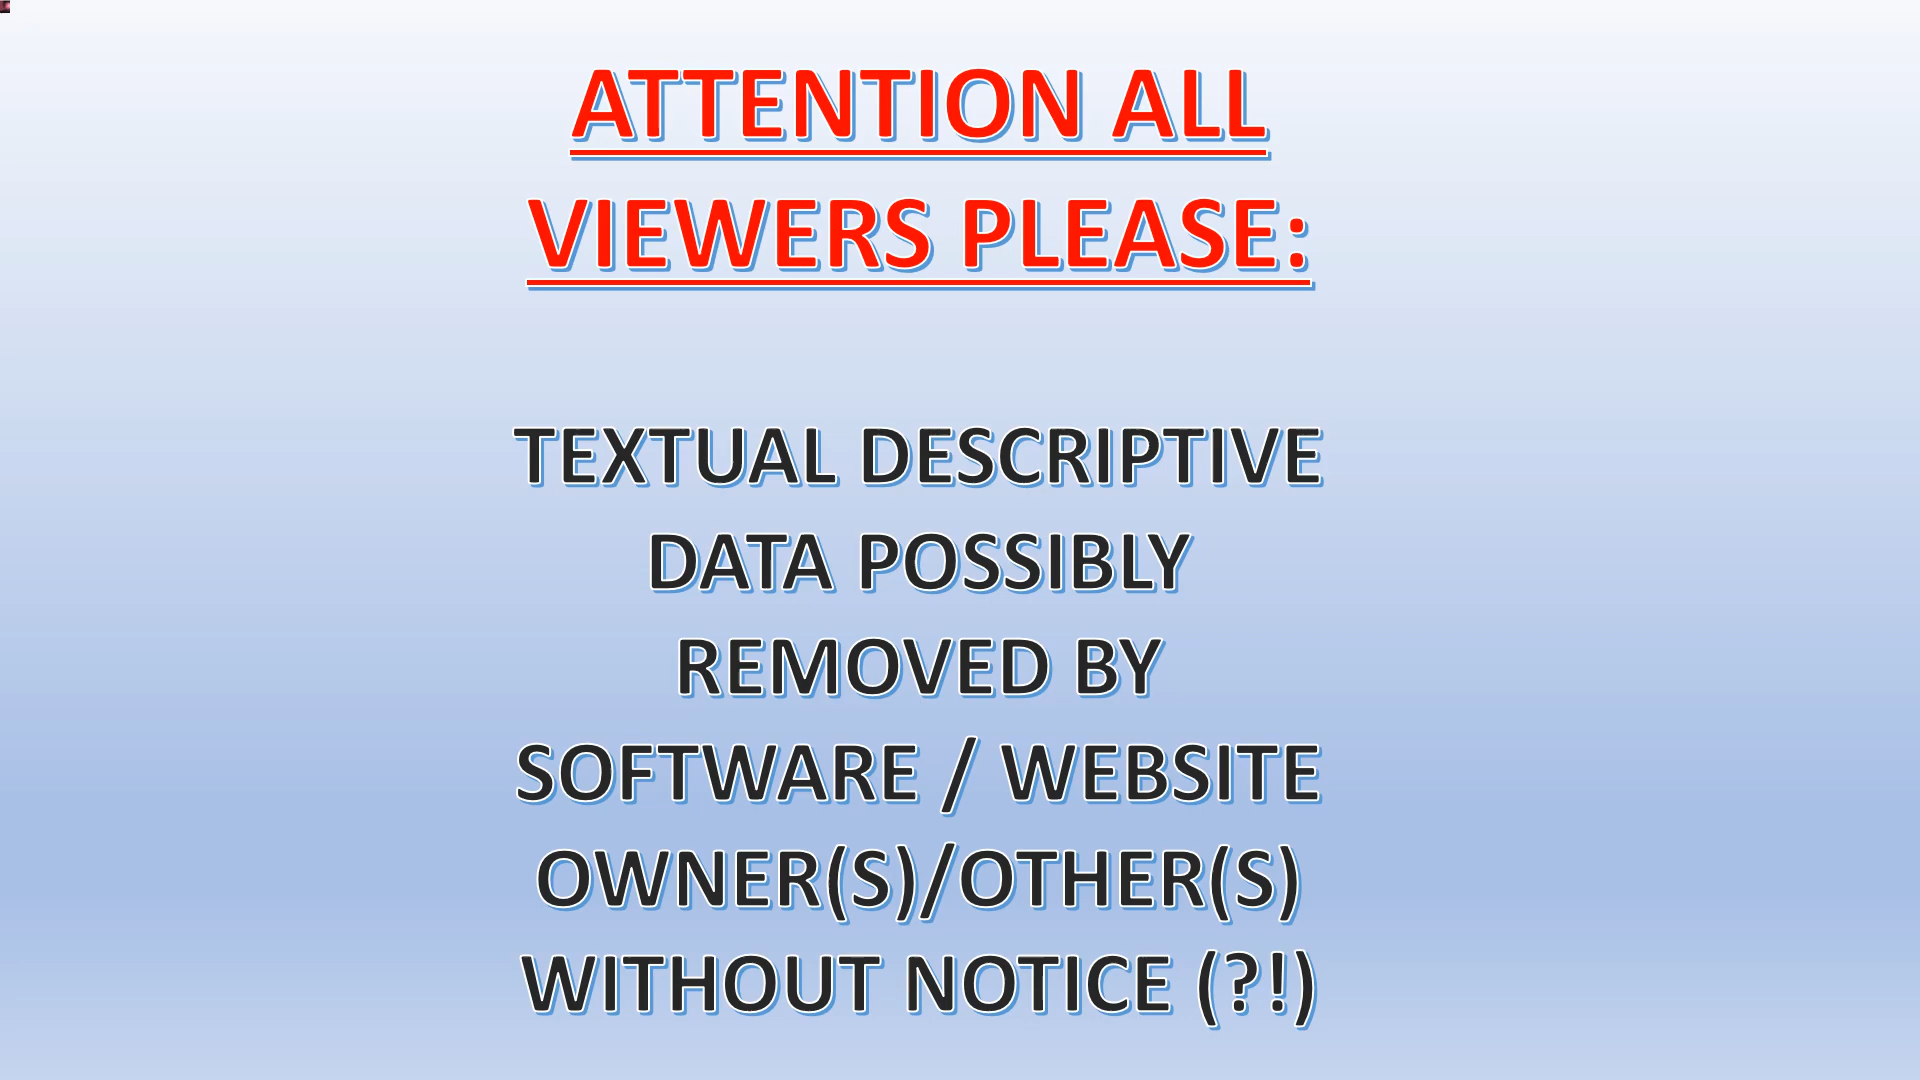 ATTENTION ALL
VIEWERS PLEASE:
TEXTUAL DESCRIPTIVE
DATA POSSIBLY
REMOVED BY
SOFTWARE / WEBSITE
OWNER(S)/OTHER(S)
WITHOUT NOTICE (?!)